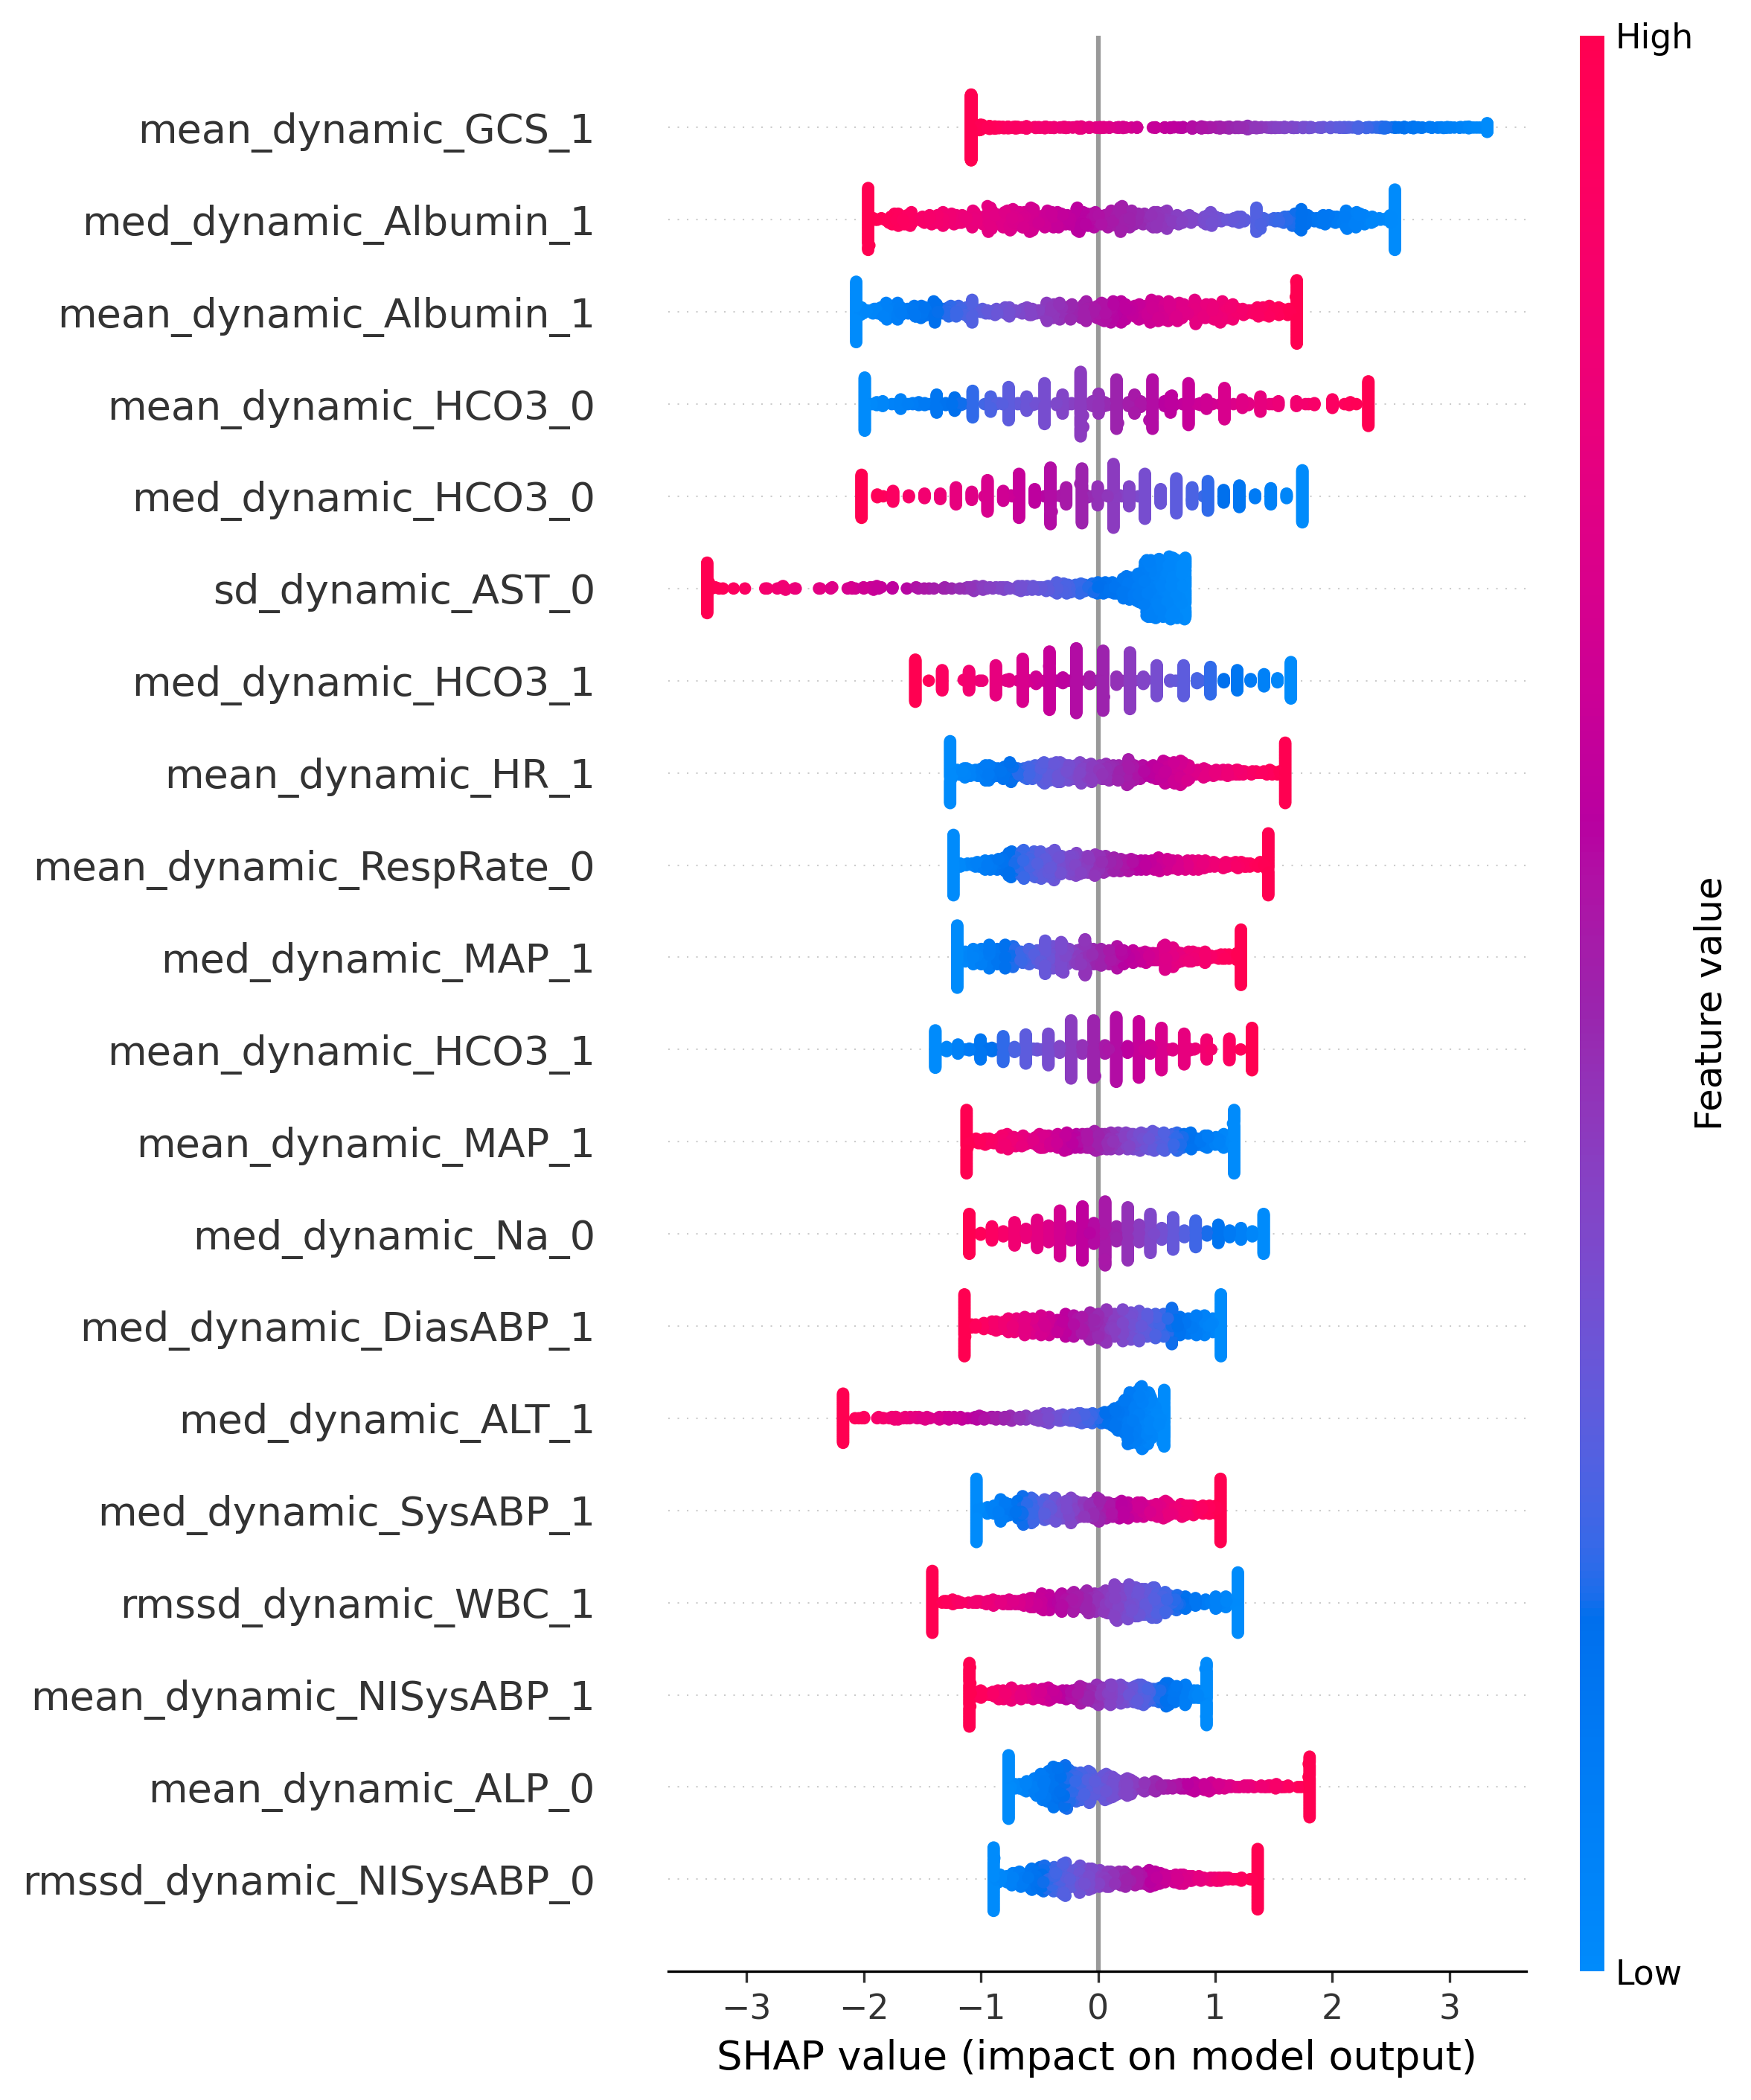 High
mean_dynamic_GCS_1
med_dynamic_Albumin_1
mean_dynamic_Albumin_1
mean_dynamic_HCO3_0
med_dynamic_HCO3_0
sd_dynamic_AST_0
med_dynamic_HCO3_1
mean_dynamic_HR_1
mean_dynamic_RespRate_0
med_dynamic_MAP_1
mean_dynamic_HCO3_1
mean_dynamic_MAP_1
med_dynamic_Na_0
med_dynamic_DiasABP_1
med_dynamic_ALT_1
med_dynamic_SysABP_1
rmssd_dynamic_WBC_1
mean_dynamic_NISysABP_1
mean_dynamic_ALP_0
rmssd_dynamic_NISysABP_0
Feature value
Low
−3 −2 −1 0 1 2 3
SHAP value (impact on model output)